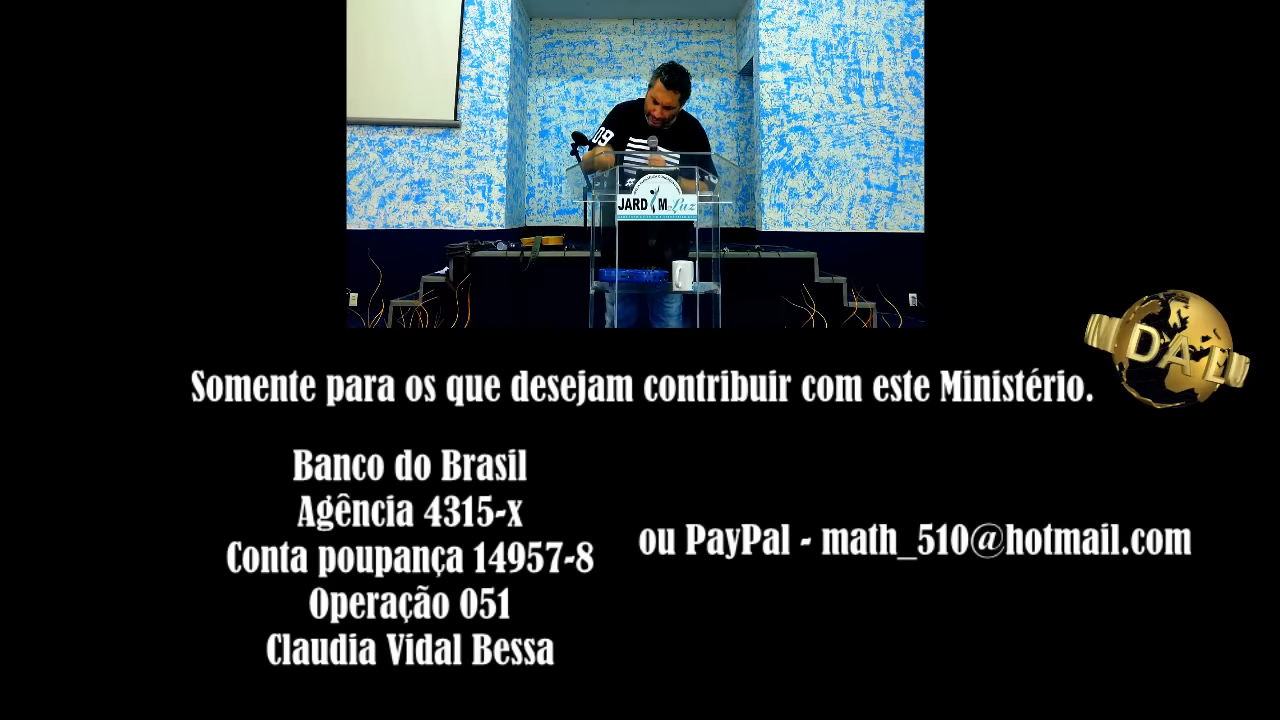 09
JARDIM Luz
Somente para os que desejam contribuir com este Ministério.
Banco do Brasil
Agência 4315-x
Conta poupança 14957-8
Operação 051
Claudia Vidal Bessa
ou PayPal - math_510@hotmail.com